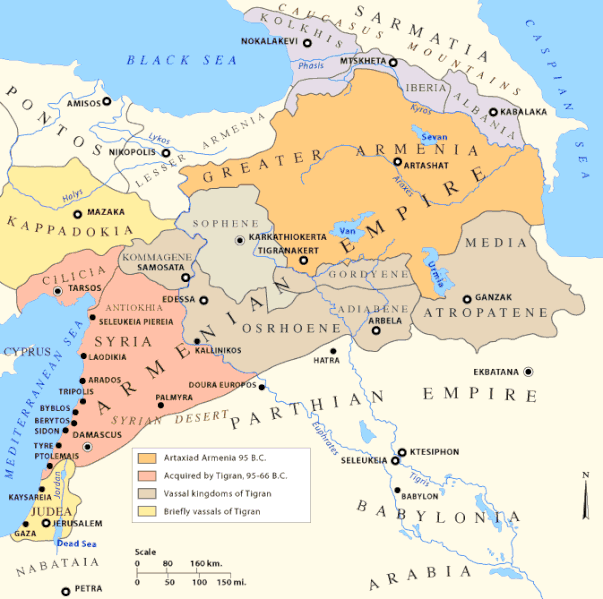 SARMATIA
CAUCASUS MOUNTAINS
KOLKHIS
NOKALAKEVI
BLACK SEA
CASPIAN SEA
MTSKHETA
Phasis
IBERIA
ALBANIA
KABALAKA
Kyros
AMISOS
PONTOS
Lykos
NIKOPOLIS
LESSER ARMENIA
GREATER ARMENIA
Sevan
ARTASHAT
Araxes
Halys
MAZAKA
KAPPADOKIA
SOPHENE
KARKATHIOKERTA
TIGRANAKERT
Van
ARMENIAN EMPIRE
MEDIA
ATROPATENE
Urmia
GANZAK
KOMMAGENE
SAMOSATA
GORDYENE
CILICIA
TARSOS
EDESSA
ADIABENE
ARBELA
OSRHOENE
ANTIOKHIA
SELEUKEIA PIEREIA
SYRIA
KALLINIKOS
CYPRUS
MEDITERRANEAN SEA
LAODIKIA
HATRA
EKBATANA
ARADOS
DOURA EUROPOS
TRIPOLIS
PALMYRA
PARTHIAN EMPIRE
BYBLOS
SYRIAN DESERT
BERYTOS
SIDON
DAMASCUS
TYRE
PTOLEMAIS
Euphrates
KTESIPHON
SELEUKEIA
Tigris
BABYLON
BABYLONIA
KAYSAREIA
Jordan
JUDEA
JERUSALEM
GAZA
Dead Sea
NABATAIA
PETRA
ARABIA
N
Artaxiad Armenia 95 B.C.
Acquired by Tigran, 95-66 B.C.
Vassal kingdoms of Tigran
Briefly vassals of Tigran
Scale
0 80 160 km.
0 50 100 150 mi.